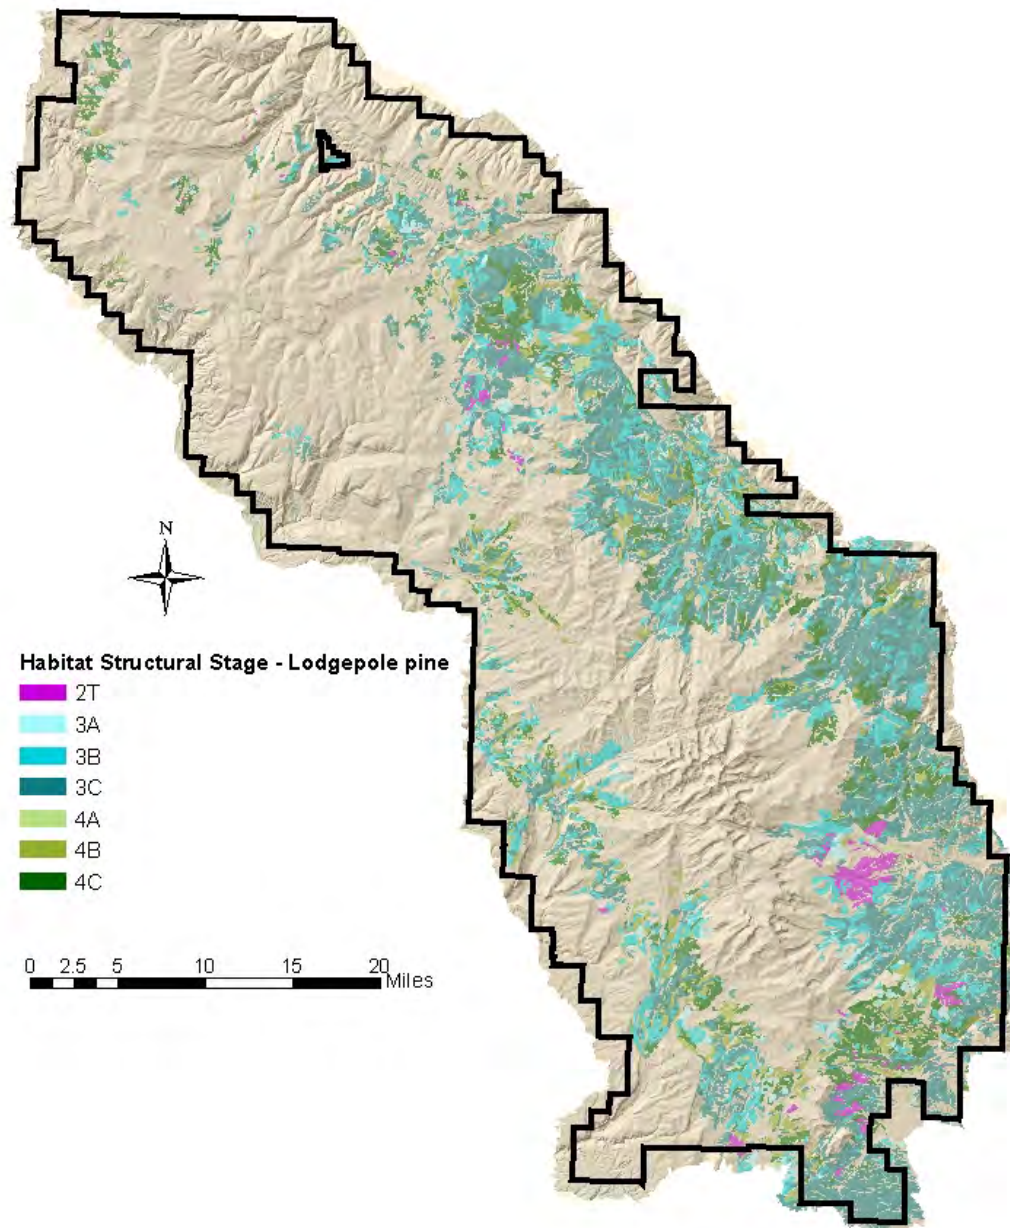 N
Habitat Structural Stage - Lodgepole pine
2T
3A
3B
3C
4A
4B
4C
0 2.5 5 10 15 20
Miles